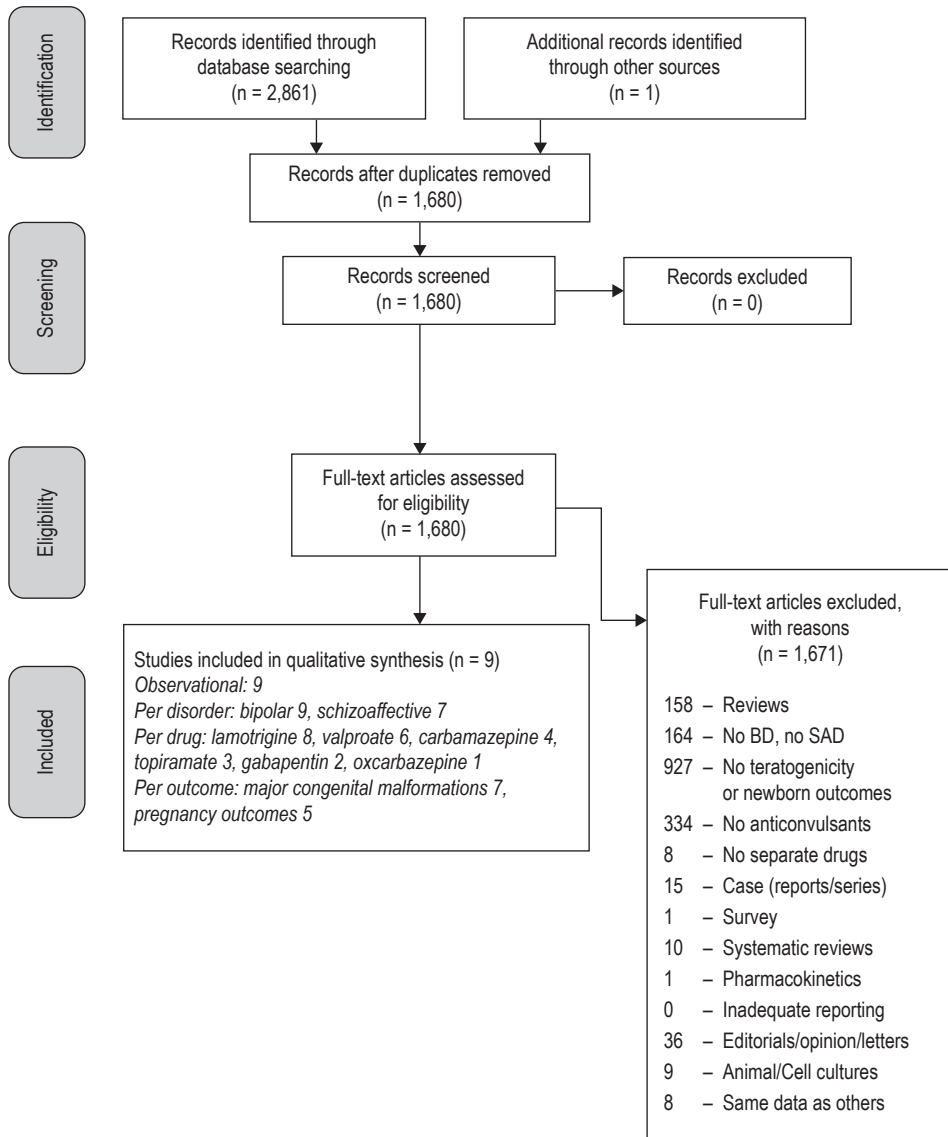 Identification
Records identified through
database searching
(n = 2,861)
Additional records identified
through other sources
(n = 1)
Records after duplicates removed
(n = 1,680)
Screening
Records screened
(n = 1,680)
Records excluded
(n = 0)
Eligibility
Full-text articles assessed
for eligibility
(n = 1,680)
Full-text articles excluded,
with reasons
(n = 1,671)
158 – Reviews
164 – No BD, no SAD
927 – No teratogenicity
or newborn outcomes
334 – No anticonvulsants
8 – No separate drugs
15 – Case (reports/series)
1 – Survey
10 – Systematic reviews
1 – Pharmacokinetics
0 – Inadequate reporting
36 – Editorials/opinion/letters
9 – Animal/Cell cultures
8 – Same data as others
Included
Studies included in qualitative synthesis (n = 9)
Observational: 9
Per disorder: bipolar 9, schizoaffective 7
Per drug: lamotrigine 8, valproate 6, carbamazepine 4,
topiramate 3, gabapentin 2, oxcarbazepine 1
Per outcome: major congenital malformations 7,
pregnancy outcomes 5